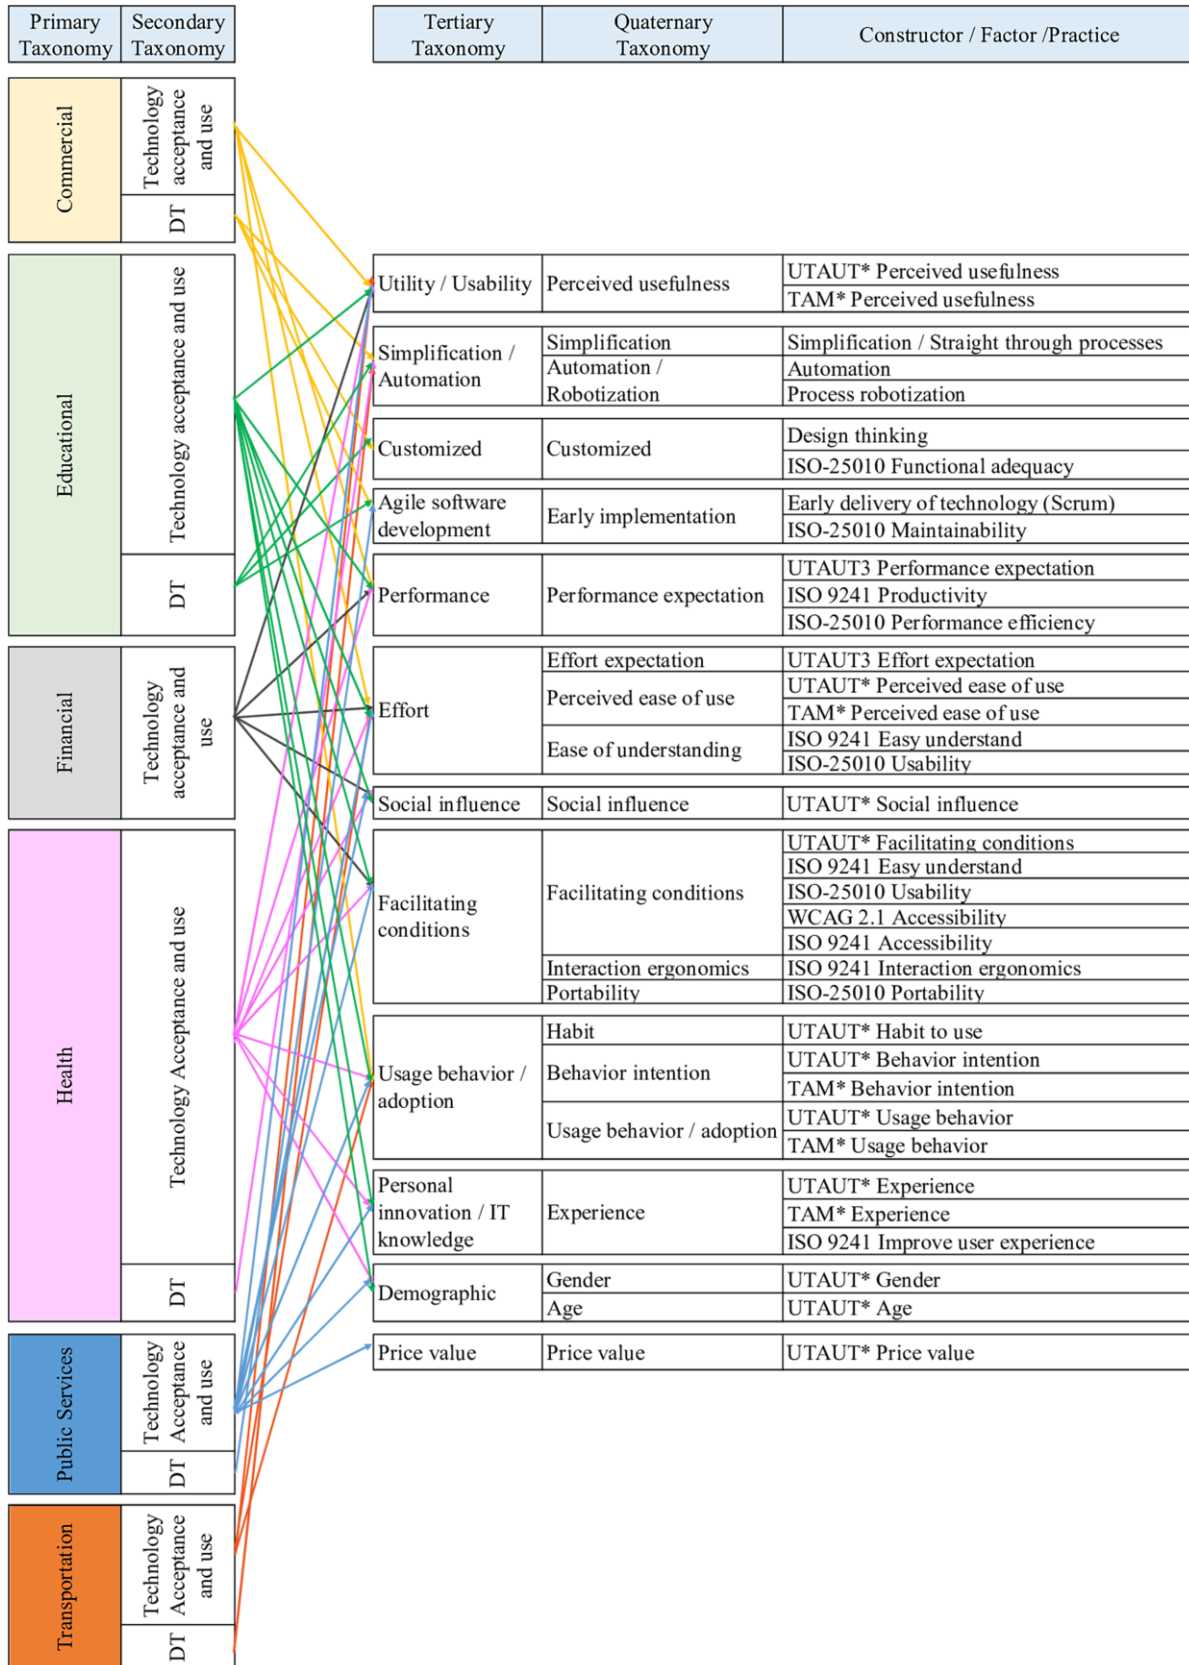 Primary
Taxonomy
Secondary
Taxonomy
Tertiary
Taxonomy
Quaternary
Taxonomy
Constructor / Factor /Practice
Commercial
Technology
acceptance
and use
DT
Educational
Technology acceptance and use
DT
Financial
Technology
acceptance and
use
Health
Technology Acceptance and use
DT
Public Services
Technology
Acceptance
and use
DT
Transportation
Technology
Acceptance
and use
DT
Utility / Usability
Perceived usefulness
UTAUT* Perceived usefulness
TAM* Perceived usefulness
Simplification /
Automation
Simplification
Simplification / Straight through processes
Automation /
Robotization
Automation
Process robotization
Customized
Customized
Design thinking
ISO-25010 Functional adequacy
Agile software
development
Early implementation
Early delivery of technology (Scrum)
ISO-25010 Maintainability
Performance
Performance expectation
UTAUT3 Performance expectation
ISO 9241 Productivity
ISO-25010 Performance efficiency
Effort
Effort expectation
UTAUT3 Effort expectation
Perceived ease of use
UTAUT* Perceived ease of use
TAM* Perceived ease of use
Ease of understanding
ISO 9241 Easy understand
ISO-25010 Usability
Social influence
Social influence
UTAUT* Social influence
Facilitating
conditions
Facilitating conditions
UTAUT* Facilitating conditions
ISO 9241 Easy understand
ISO-25010 Usability
WCAG 2.1 Accessibility
ISO 9241 Accessibility
Interaction ergonomics
ISO 9241 Interaction ergonomics
Portability
ISO-25010 Portability
Usage behavior /
adoption
Habit
UTAUT* Habit to use
Behavior intention
UTAUT* Behavior intention
TAM* Behavior intention
Usage behavior / adoption
UTAUT* Usage behavior
TAM* Usage behavior
Personal
innovation / IT
knowledge
Experience
UTAUT* Experience
TAM* Experience
ISO 9241 Improve user experience
Demographic
Gender
UTAUT* Gender
Age
UTAUT* Age
Price value
Price value
UTAUT* Price value